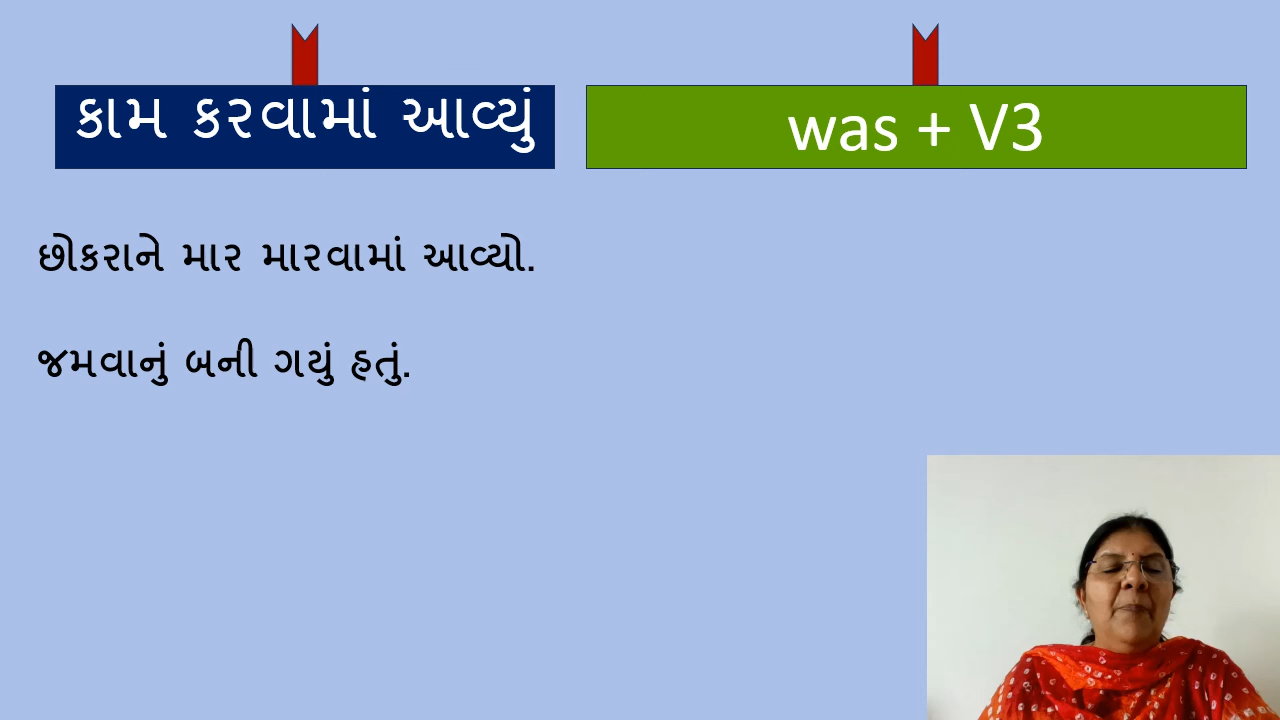 કામ કરવામાં આવ્યું
was + V3
છોકરાને માર મારવામાં આવ્યો.
જમવાનું બની ગયું હતું.